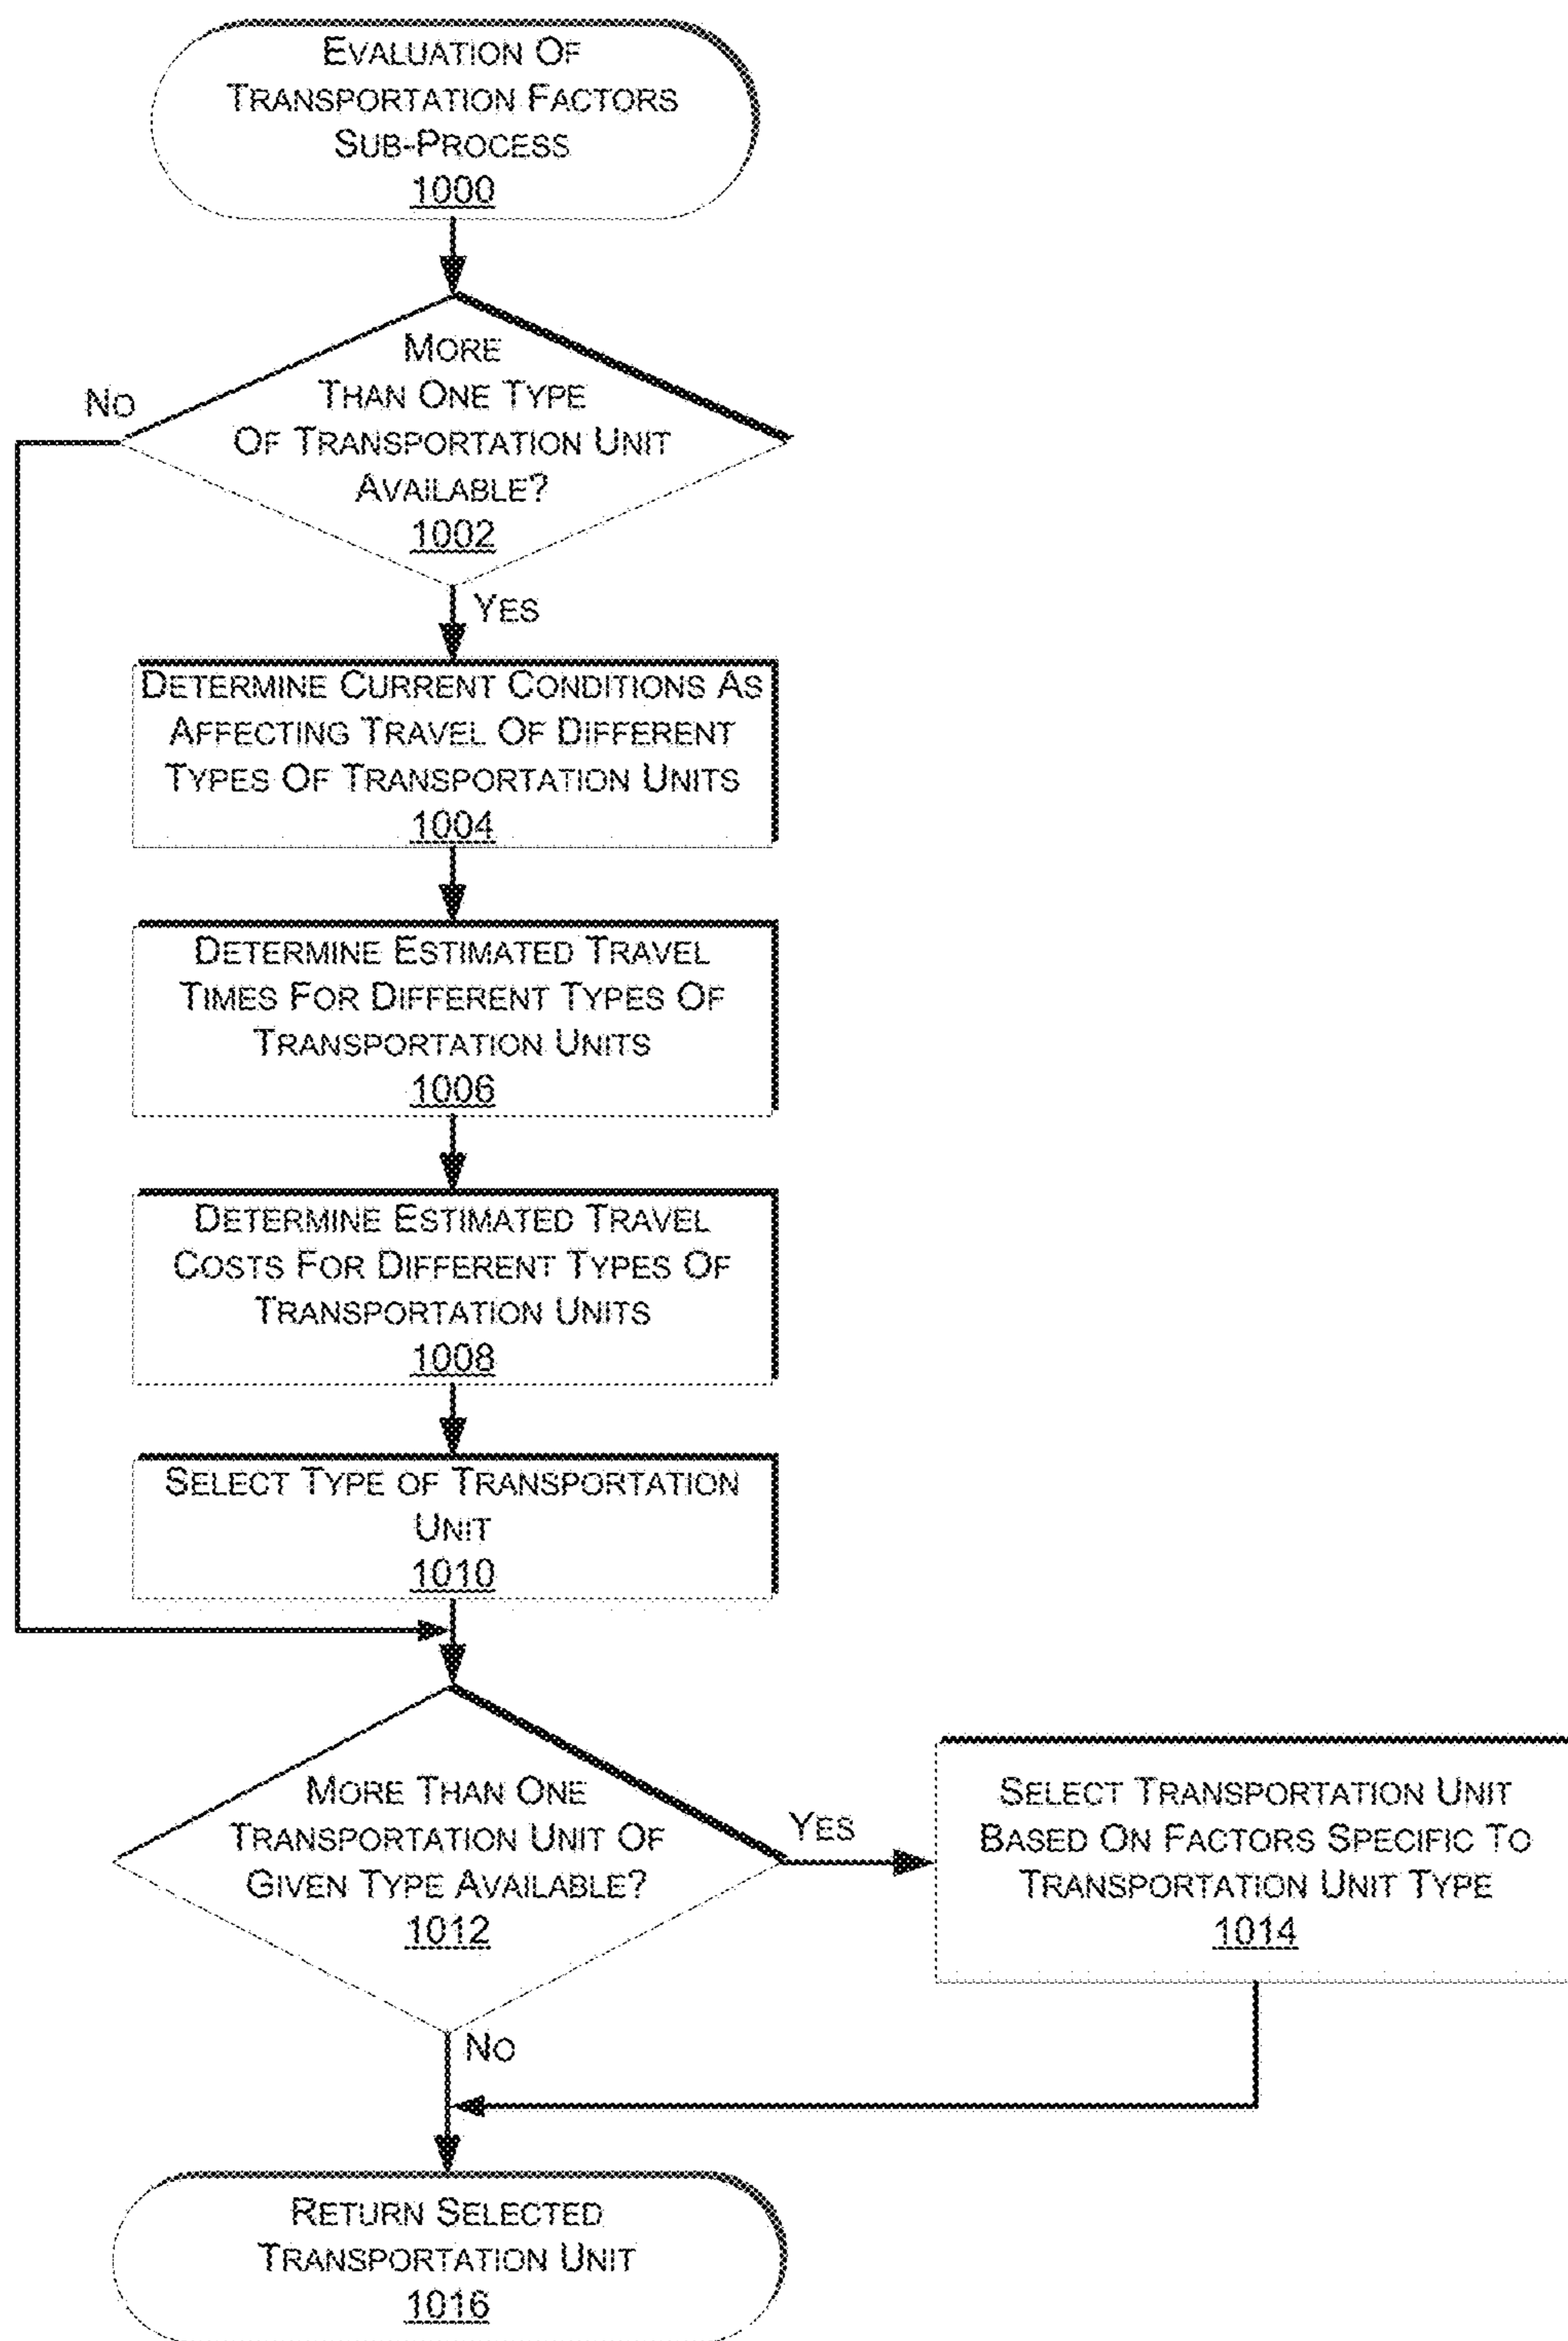 EVALUATION OF
TRANSPORTATION FACTORS
SUB-PROCESS
1000
MORE
THAN ONE TYPE
OF TRANSPORTATION UNIT
AVAILABLE?
1002
NO
YES
DETERMINE CURRENT CONDITIONS AS
AFFECTING TRAVEL OF DIFFERENT
TYPES OF TRANSPORTATION UNITS
1004
DETERMINE ESTIMATED TRAVEL
TIMES FOR DIFFERENT TYPES OF
TRANSPORTATION UNITS
1006
DETERMINE ESTIMATED TRAVEL
COSTS FOR DIFFERENT TYPES OF
TRANSPORTATION UNITS
1008
SELECT TYPE OF TRANSPORTATION
UNIT
1010
MORE THAN ONE
TRANSPORTATION UNIT OF
GIVEN TYPE AVAILABLE?
1012
YES
SELECT TRANSPORTATION UNIT
BASED ON FACTORS SPECIFIC TO
TRANSPORTATION UNIT TYPE
1014
NO
RETURN SELECTED
TRANSPORTATION UNIT
1016